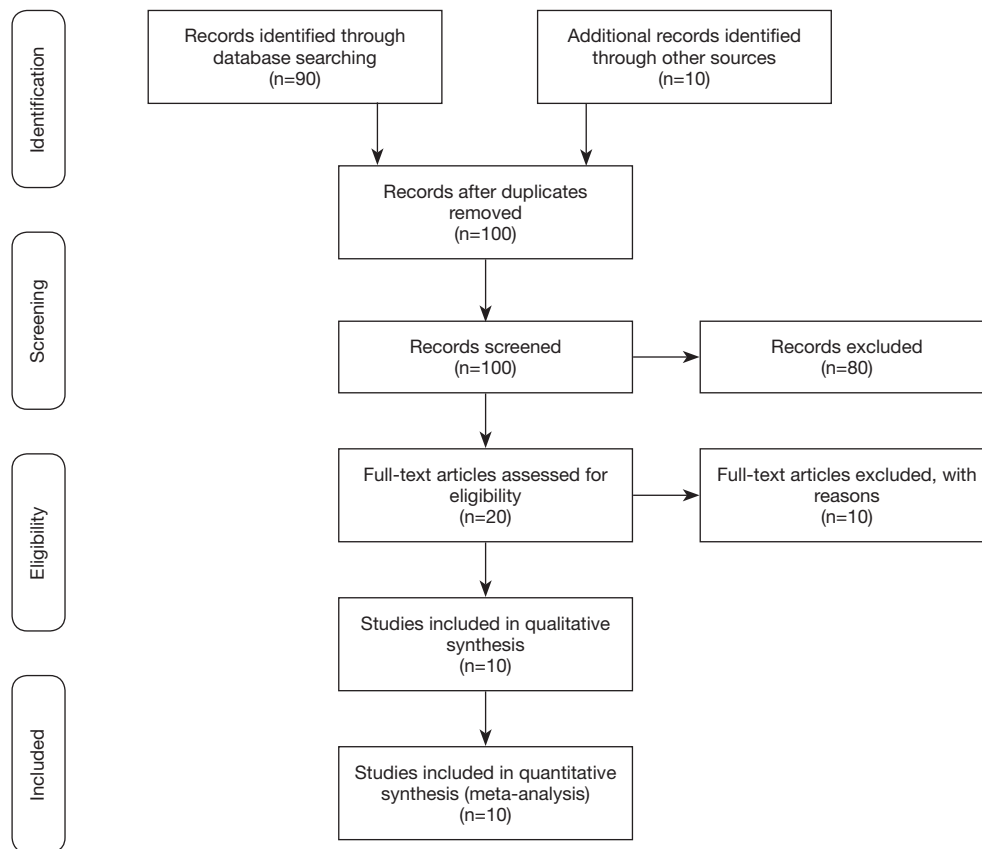 Identification
Records identified through
database searching
(n=90)
Additional records identified
through other sources
(n=10)
Records after duplicates
removed
(n=100)
Screening
Records screened
(n=100)
Records excluded
(n=80)
Eligibility
Full-text articles assessed for
eligibility
(n=20)
Full-text articles excluded, with
reasons
(n=10)
Studies included in qualitative
synthesis
(n=10)
Included
Studies included in quantitative
synthesis (meta-analysis)
(n=10)